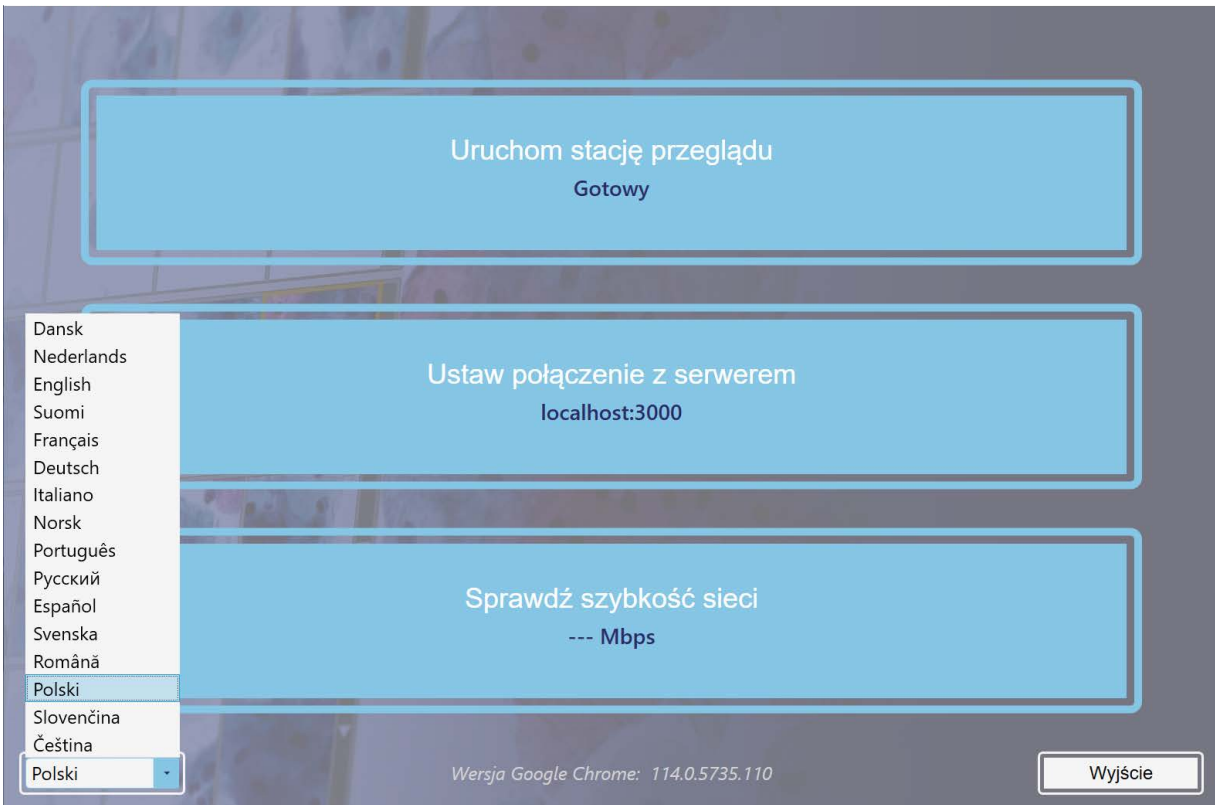 Uruchom stację przeglądu
Gotowy
Ustaw połączenie z serwerem
localhost:3000
Sprawdź szybkość sieci
--- Mbps
Dansk
Nederlands
English
Suomi
Français
Deutsch
Italiano
Norsk
Português
Русский
Español
Svenska
Română
Polski
Slovenčina
Čeština
Polski
Wersja Google Chrome: 114.0.5735.110
Wyjście